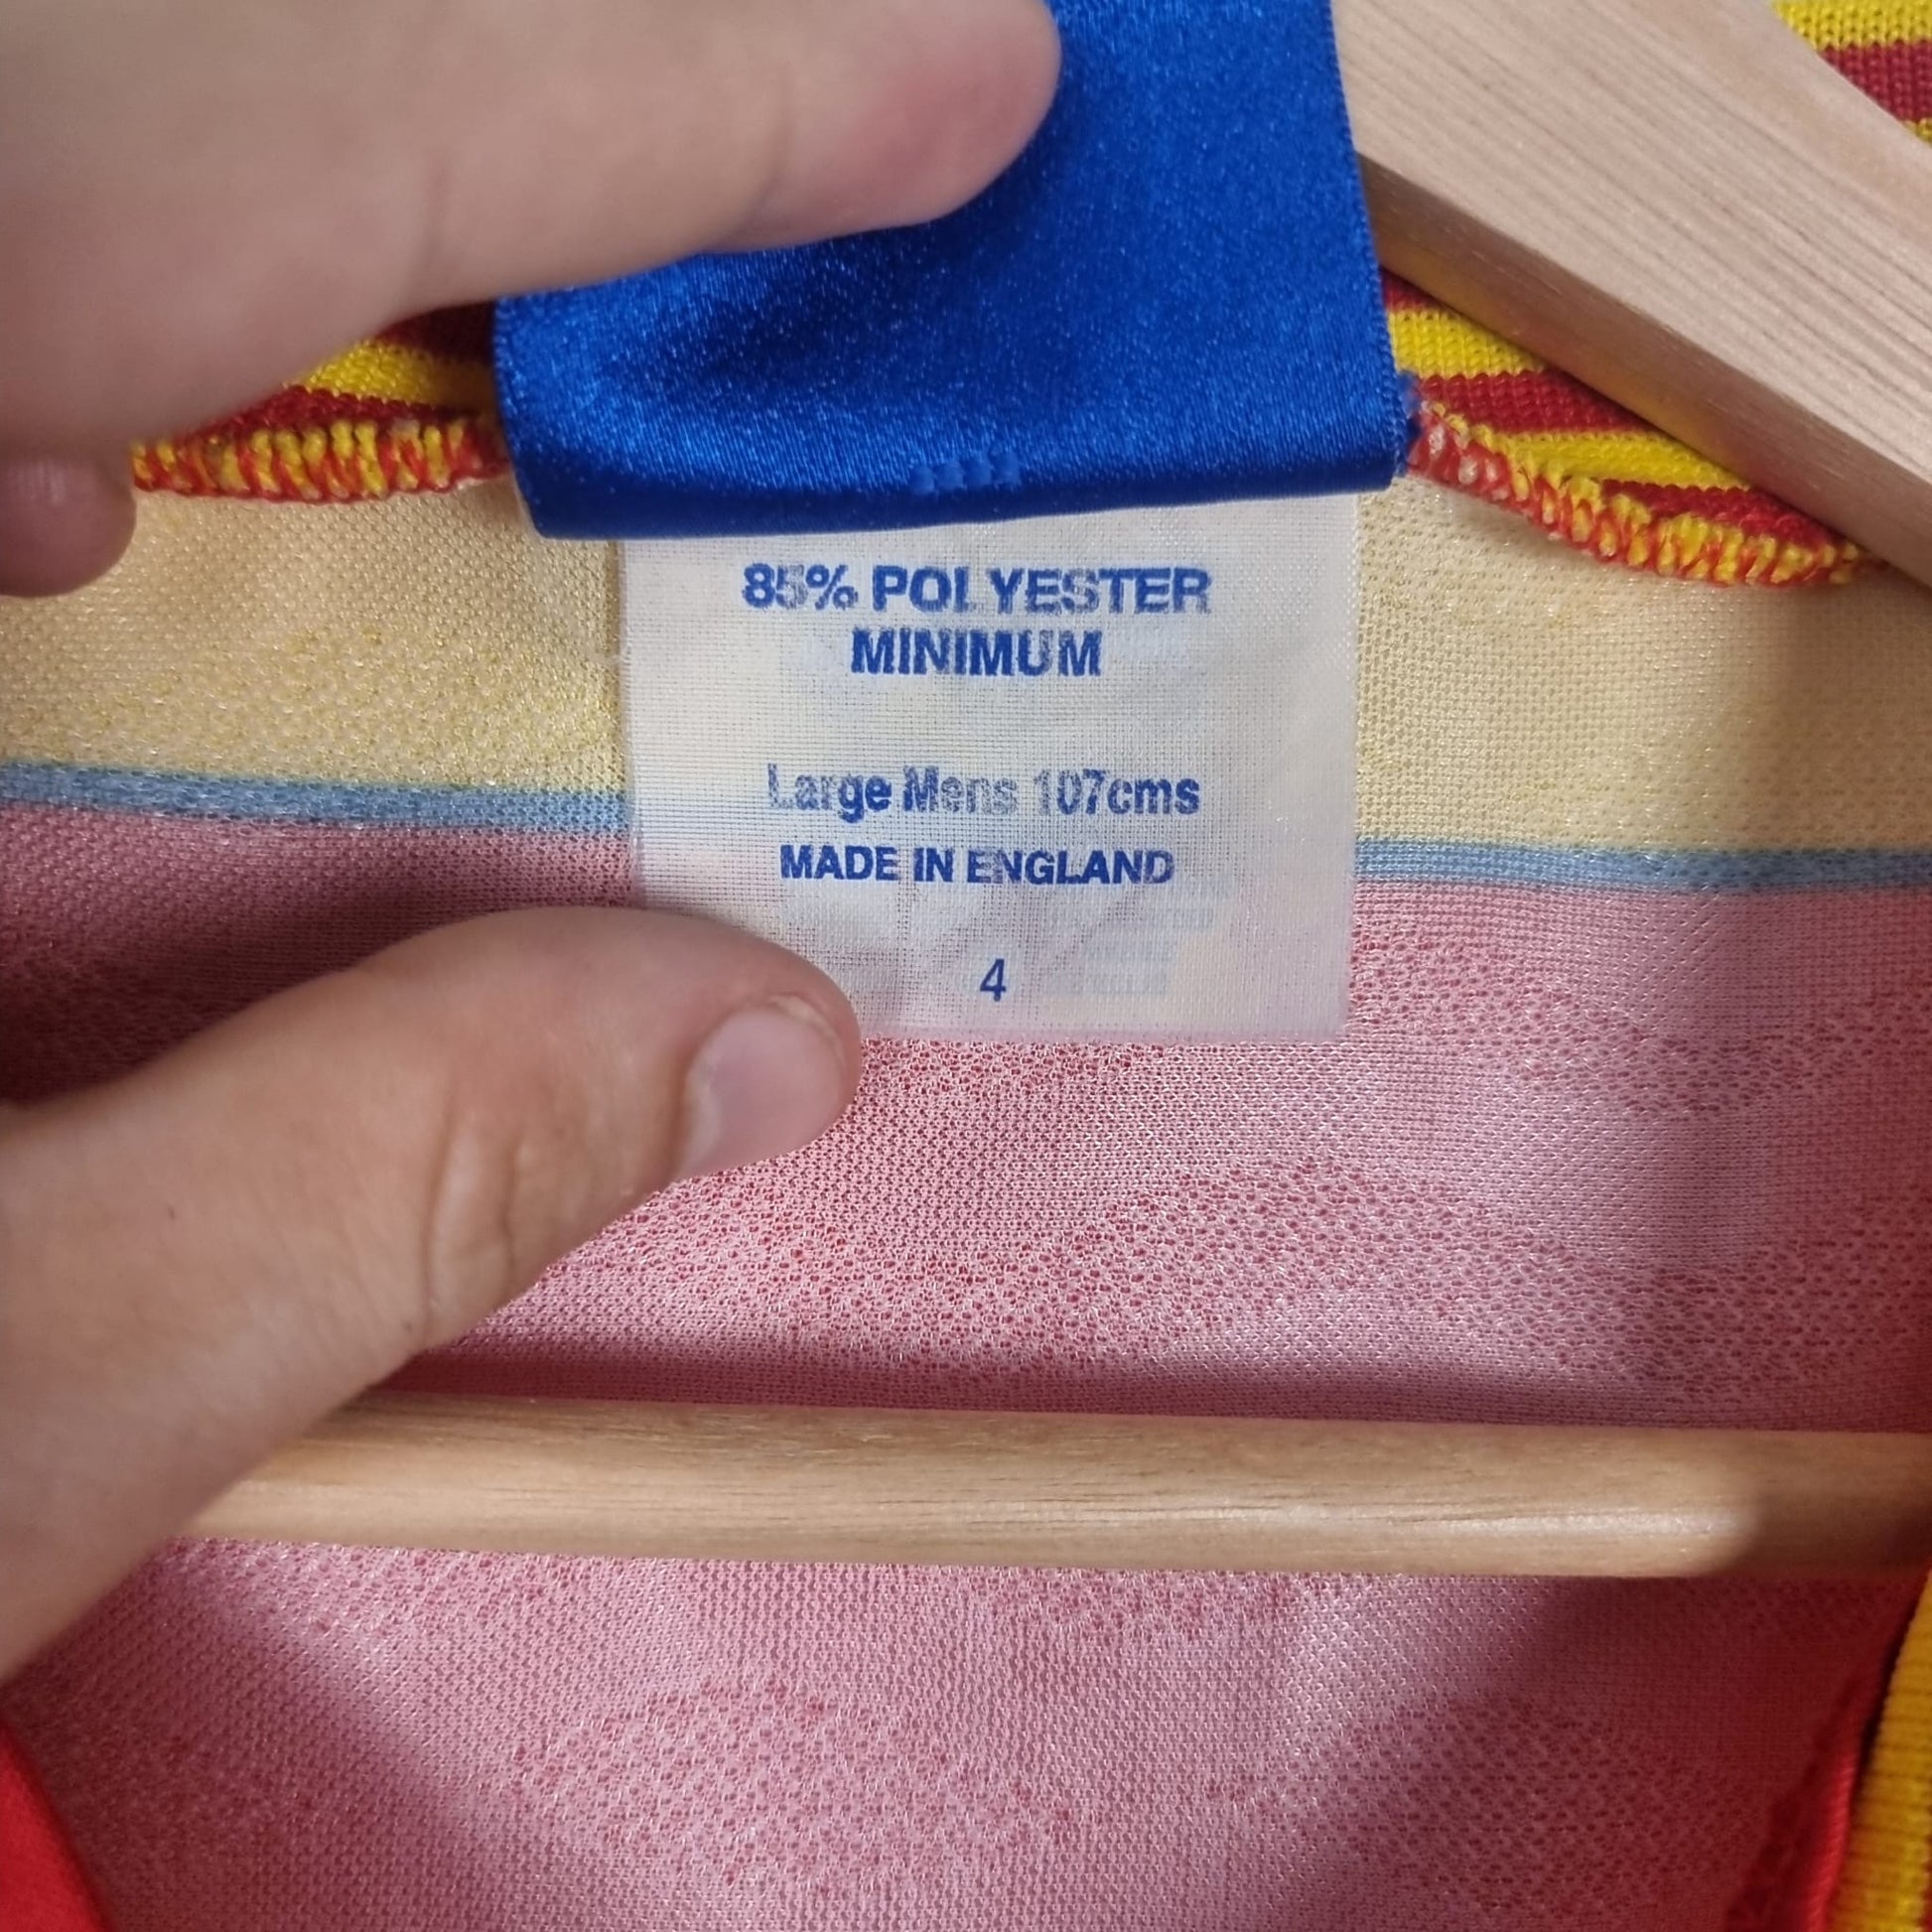 85% POLYESTER
MINIMUM
Large Mens 107cms
MADE IN ENGLAND
4